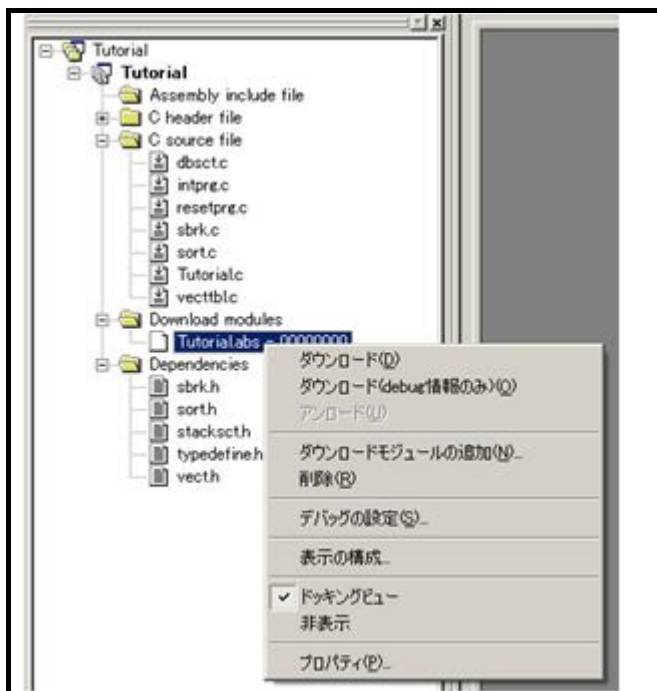 Tutorial
Tutorial
Assembly include file
C header file
C source file
dbsct.c
intprg.c
resetprg.c
sbrk.c
sort.c
Tutorial.c
vecttbl.c
Download modules
Tutorial.abs - 00000000
Dependencies
sbrk.h
sort.h
stacksct.h
typedefine.h
vect.h
ダウンロード(D)
ダウンロード(debug情報のみ)(O)
アンロード(U)
ダウンロードモジュールの追加(N)...
削除(R)
デバッグの設定(S)...
表示の構成...
ドッキングビュー
非表示
プロパティ(P)...